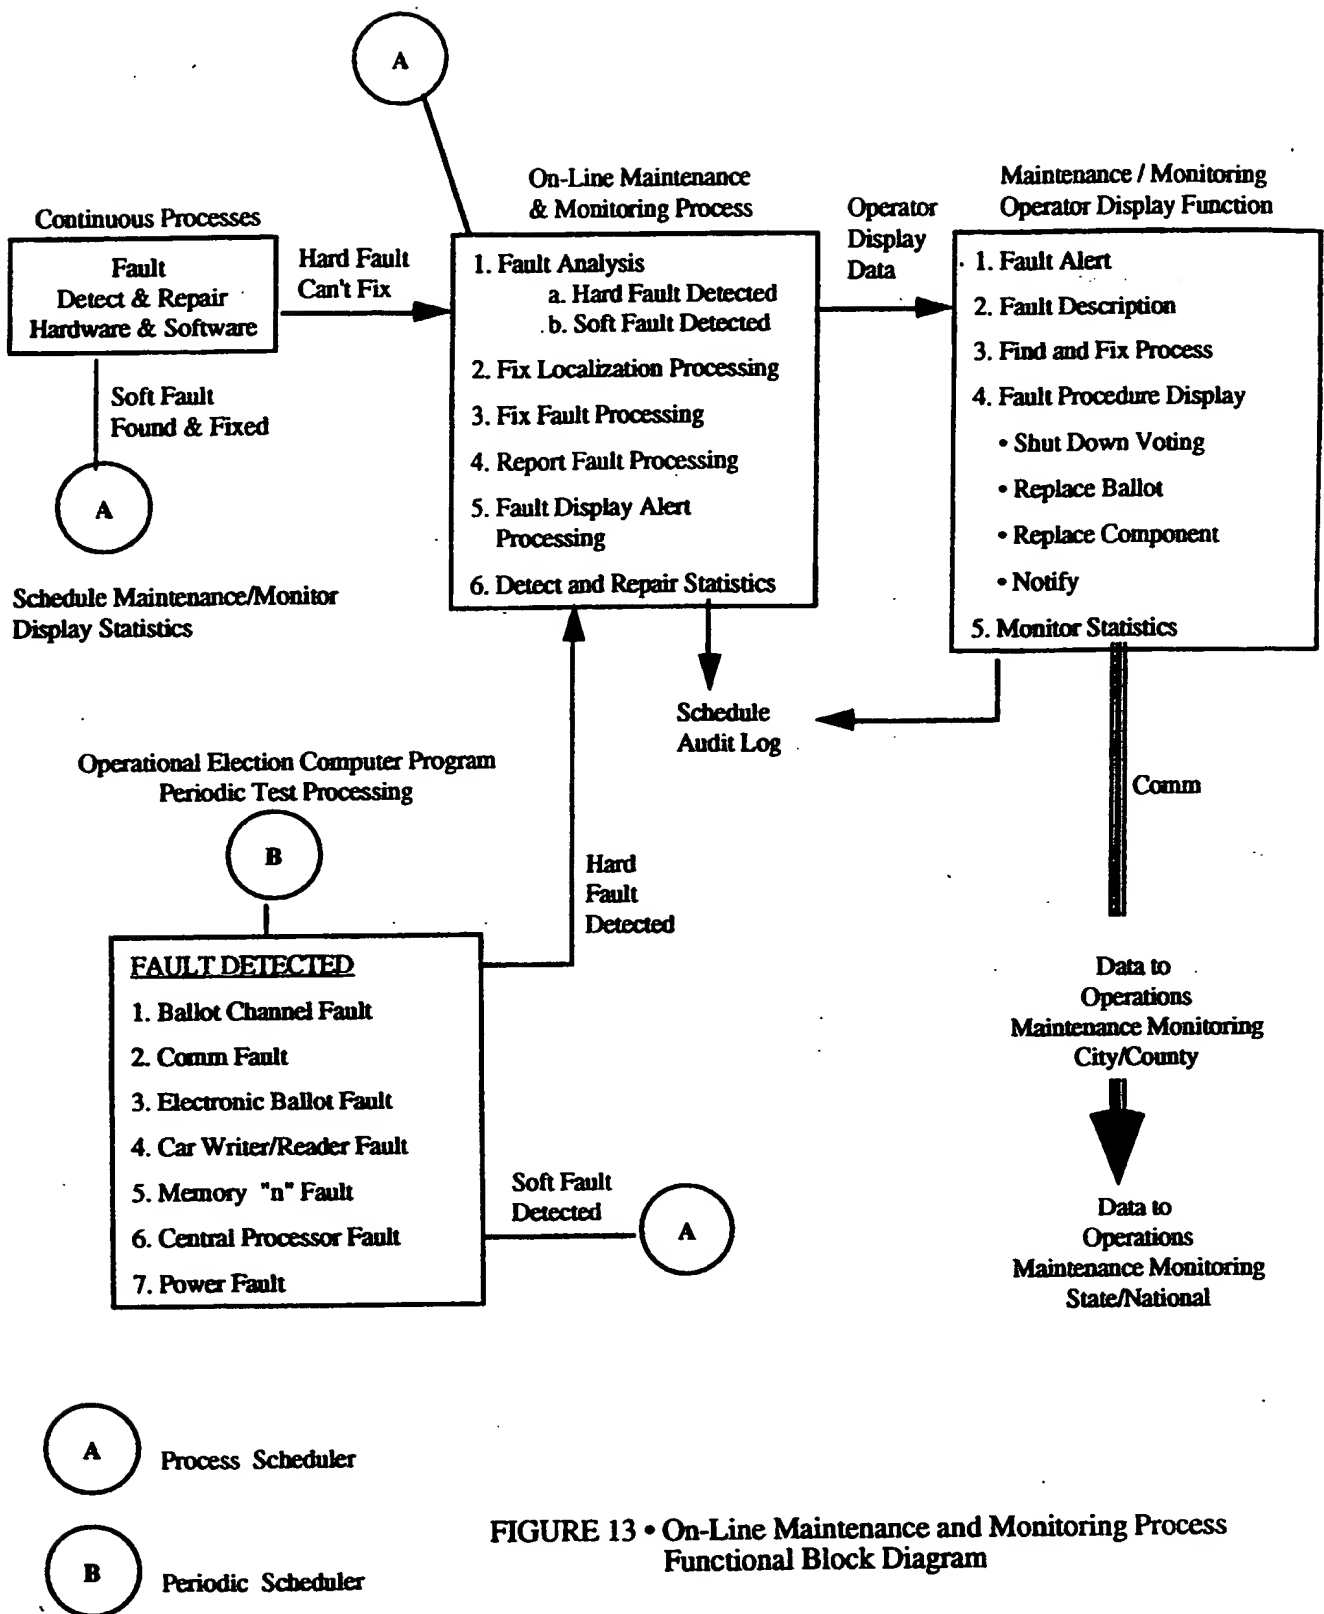 A
Continuous Processes
Fault
Detect & Repair
Hardware & Software
Hard Fault
Can't Fix
Soft Fault
Found & Fixed
A
Schedule Maintenance/Monitor
Display Statistics
On-Line Maintenance
& Monitoring Process
1. Fault Analysis
a. Hard Fault Detected
b. Soft Fault Detected
2. Fix Localization Processing
3. Fix Fault Processing
4. Report Fault Processing
5. Fault Display Alert
Processing
6. Detect and Repair Statistics
Operator
Display
Data
Maintenance / Monitoring
Operator Display Function
1. Fault Alert
2. Fault Description
3. Find and Fix Process
4. Fault Procedure Display
• Shut Down Voting
• Replace Ballot
• Replace Component
• Notify
5. Monitor Statistics
Schedule
Audit Log
Operational Election Computer Program
Periodic Test Processing
B
Hard
Fault
Detected
Comm
FAULT DETECTED
1. Ballot Channel Fault
2. Comm Fault
3. Electronic Ballot Fault
4. Car Writer/Reader Fault
5. Memory "n" Fault
6. Central Processor Fault
7. Power Fault
Soft Fault
Detected
A
Data to
Operations
Maintenance Monitoring
City/County
Data to
Operations
Maintenance Monitoring
State/National
A
Process Scheduler
B
Periodic Scheduler
FIGURE 13 • On-Line Maintenance and Monitoring Process
Functional Block Diagram